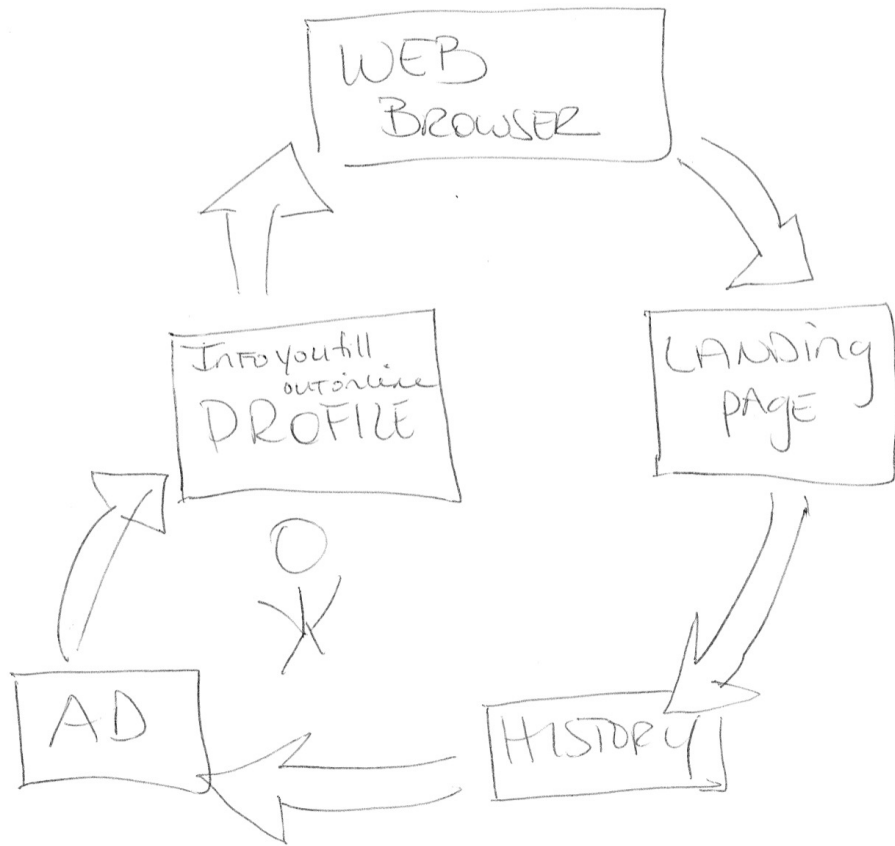 WEB
BROWSER
LANDING
PAGE
INFO you fill
out online
PROFILE
AD
HISTORY